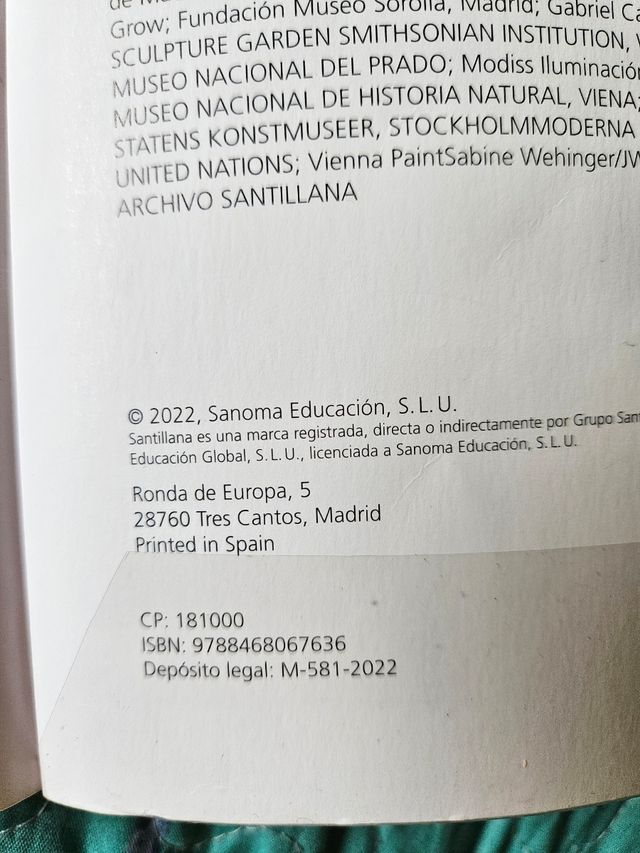 de
Grow; Fundación Museo Sorolla, Madrid; Gabriel
SCULPTURE GARDEN SMITHSONIAN INSTITUTION,
MUSEO NACIONAL DEL PRADO; Modiss Iluminación
MUSEO NACIONAL DE HISTORIA NATURAL, VIENA;
STATENS KONSTMUSEER, STOCKHOLMMODERNA
UNITED NATIONS; Vienna PaintSabine Wehinger/JW
ARCHIVO SANTILLANA
© 2022, Sanoma Educación, S. L. U.
Santillana es una marca registrada, directa o indirectamente por Grupo
Educación Global, S. L. U., licenciada a Sanoma Educación, S. L. U.
Ronda de Europa, 5
28760 Tres Cantos, Madrid
Printed in Spain
CP: 181000
ISBN: 9788468067636
Depósito legal: M-581-2022